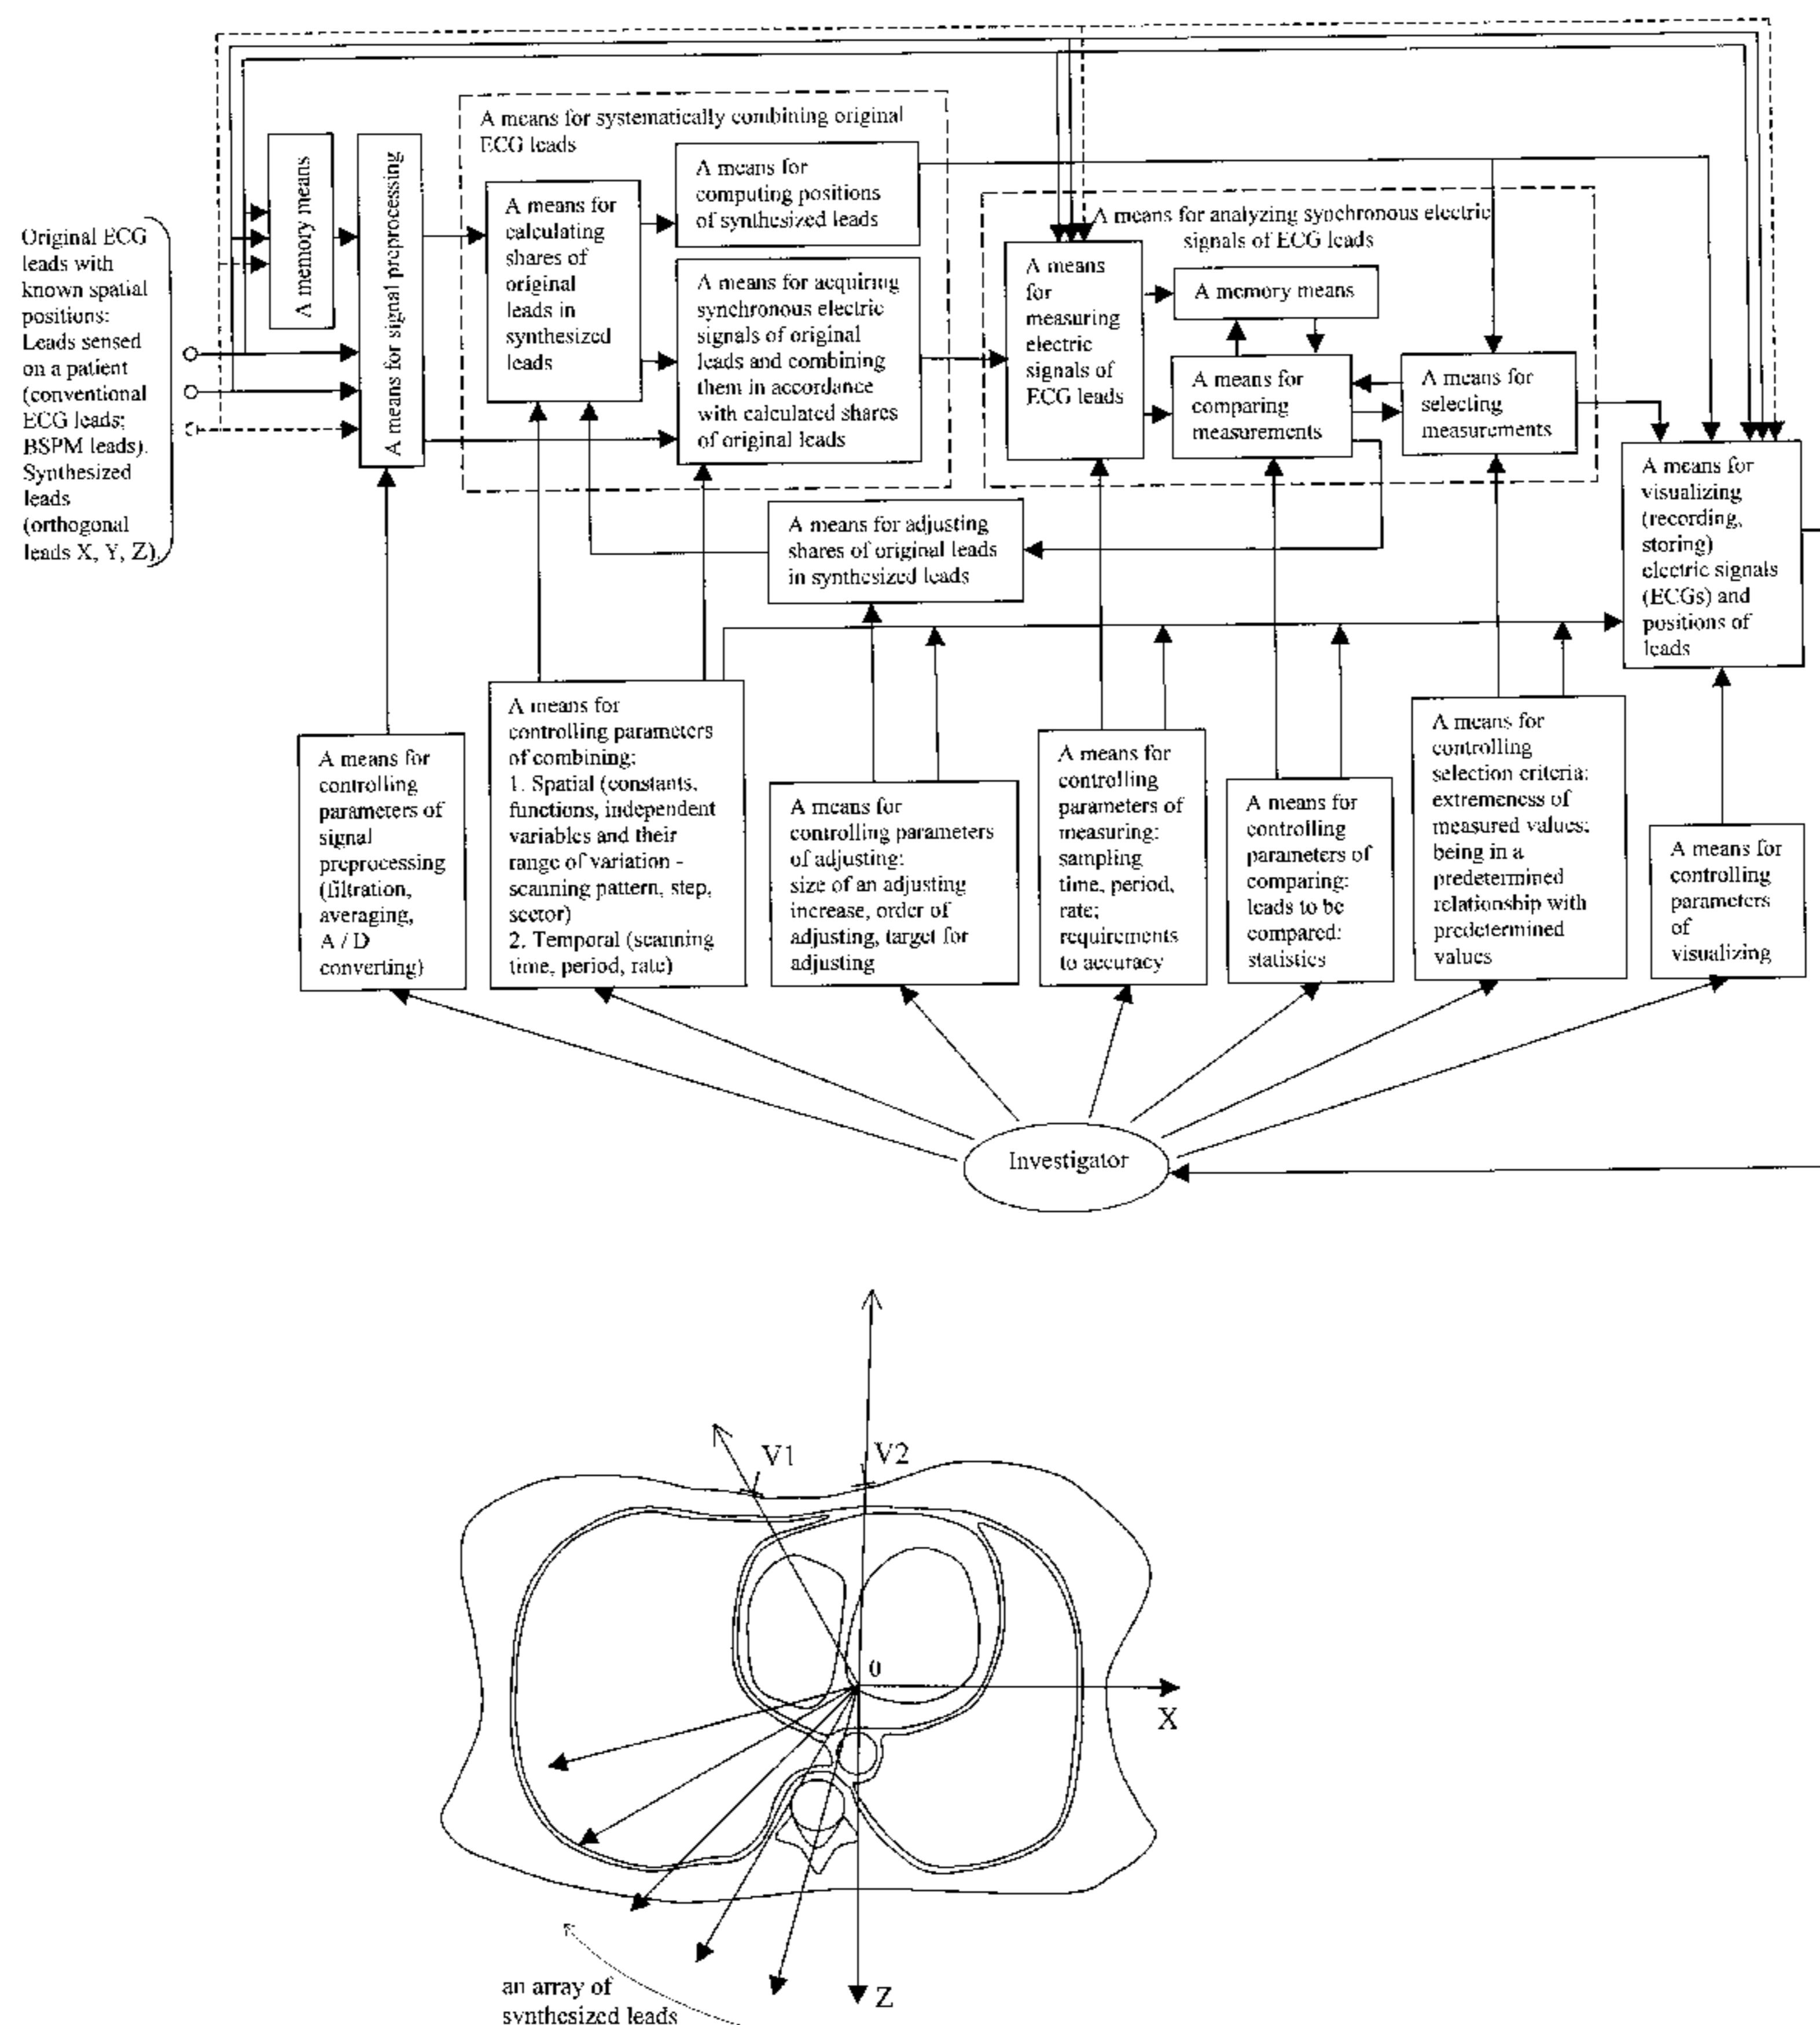 Original ECG
leads with
known spatial
positions:
Leads sensed
on a patient
(conventional
ECG leads;
BSPM leads).
Synthesized
leads
(orthogonal
leads X, Y, Z).
A memory means
A means for signal preprocessing
A means for systematically combining original
ECG leads
A means for
calculating
shares of
original
leads in
synthesized
leads
A means for
computing positions
of synthesized leads
A means for acquiring
synchronous electric
signals of original
leads and combining
them in accordance
with calculated shares
of original leads
A means for analyzing synchronous electric
signals of ECG leads
A means
for
measuring
electric
signals of
ECG leads
A memory means
A means for
comparing
measurements
A means for
selecting
measurements
A means for
visualizing
(recording,
storing)
electric signals
(ECGs) and
positions of
leads
A means for adjusting
shares of original leads
in synthesized leads
A means for
controlling
parameters of
signal
preprocessing
(filtration,
averaging,
A / D
converting)
A means for
controlling parameters
of combining:
1. Spatial (constants,
functions, independent
variables and their
range of variation -
scanning pattern, step,
sector)
2. Temporal (scanning
time, period, rate)
A means for
controlling parameters
of adjusting:
size of an adjusting
increase, order of
adjusting, target for
adjusting
A means for
controlling
parameters of
measuring:
sampling
time, period,
rate;
requirements
to accuracy
A means for
controlling
parameters of
comparing:
leads to be
compared:
statistics
A means for
controlling
selection criteria:
extremeness of
measured values;
being in a
predetermined
relationship with
predetermined
values
A means for
controlling
parameters
of
visualizing
Investigator
V1
V2
0
X
Z
an array of
synthesized leads